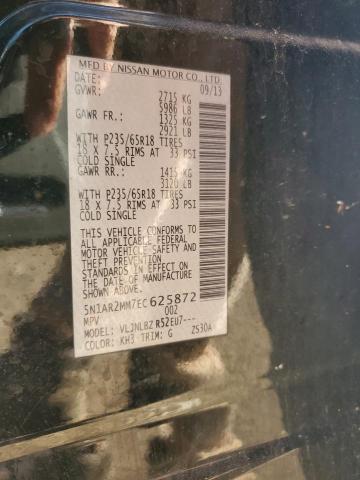 MFD BY NISSAN MOTOR CO., LTD.
DATE: 09/13
GVWR: 2715 KG
5986 LB
GAWR FR.: 1325 KG
2921 LB
WITH P235/65R18 TIRES
18 X 7.5 RIMS AT 33 PSI
COLD SINGLE
GAWR RR.: 1415 KG
3120 LB
WITH P235/65R18 TIRES
18 X 7.5 RIMS AT 33 PSI
COLD SINGLE
THIS VEHICLE CONFORMS TO
ALL APPLICABLE FEDERAL
MOTOR VEHICLE SAFETY
AND THEFT PREVENTION
STANDARDS IN EFFECT
ON THE DATE OF
MANUFACTURE SHOWN
ABOVE.
5N1AR2MM7EC625872
MPV 002
MODEL: VLJNLBZ R52EU7---
COLOR: KH3 TRIM: G ZS30A